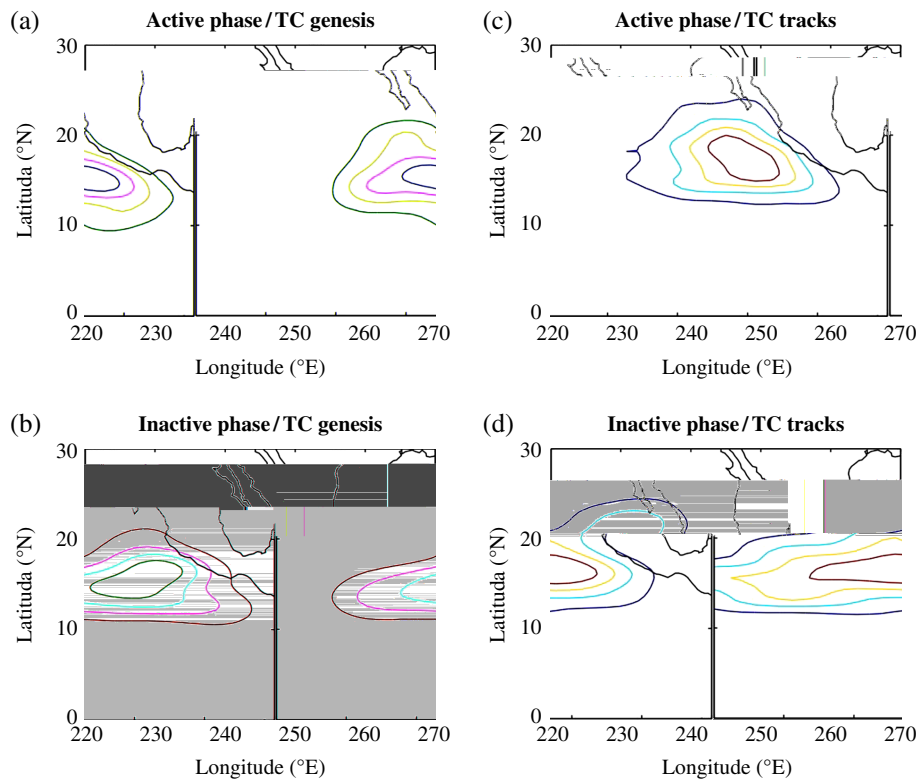 (a) Active phase / TC genesis
30
20
10
0
Latituda (°N)
220 230 240 250 260 270
Longitude (°E)
(c) Active phase / TC tracks
30
20
10
0
Latituda (°N)
220 230 240 250 260 270
Longitude (°E)
(b) Inactive phase / TC genesis
30
20
10
0
Latituda (°N)
220 230 240 250 260 270
Longitude (°E)
(d) Inactive phase / TC tracks
30
20
10
0
Latituda (°N)
220 230 240 250 260 270
Longitude (°E)